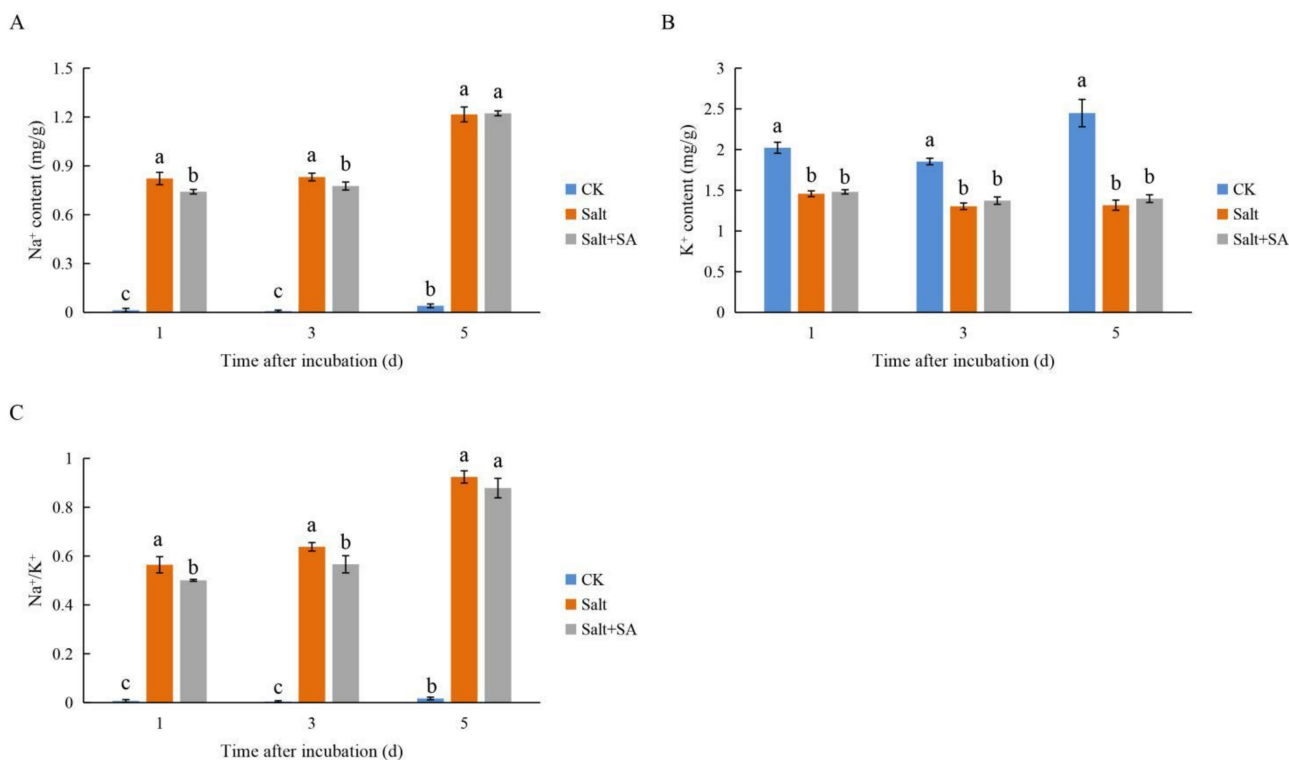 A
Na⁺ content (mg/g)
1.5
1.2
0.9
0.6
0.3
0
c a b
c a b
b a a
1 3 5
Time after incubation (d)
CK
Salt
Salt+SA
B
K⁺ content (mg/g)
3
2.5
2
1.5
1
0.5
0
a b b
a b b
a b b
1 3 5
Time after incubation (d)
CK
Salt
Salt+SA
C
Na⁺/K⁺
1
0.8
0.6
0.4
0.2
0
c a b
c a b
b a a
1 3 5
Time after incubation (d)
CK
Salt
Salt+SA